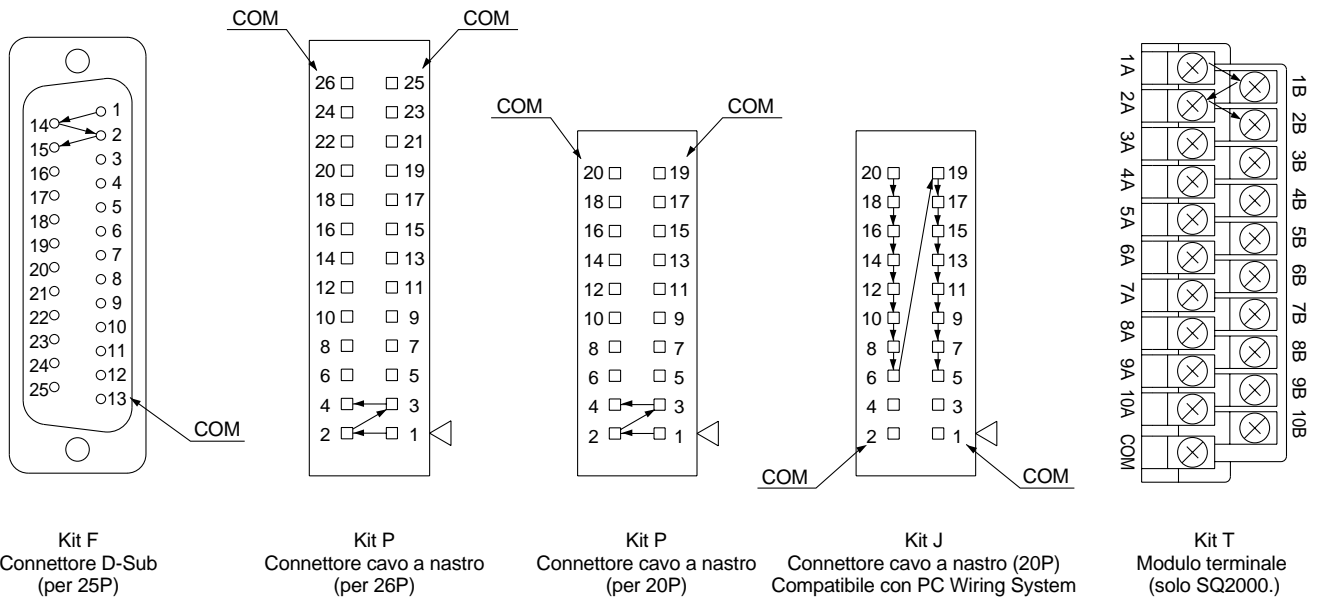 COM COM
26 25
24 23
22 21
20 19
18 17
16 15
14 13
12 11
10 9
8 7
6 5
4 3
2 1
1
14
2
15
3
16
4
17
5
18
6
19
7
20
8
21
9
22
10
23
11
24
12
25
13
COM
COM COM
20 19
18 17
16 15
14 13
12 11
10 9
8 7
6 5
4 3
2 1
20 19
18 17
16 15
14 13
12 11
10 9
8 7
6 5
4 3
2 1
COM COM
1A
2A
3A
4A
5A
6A
7A
8A
9A
10A
COM
1B
2B
3B
4B
5B
6B
7B
8B
9B
10B
Kit F
Connettore D-Sub
(per 25P)
Kit P
Connettore cavo a nastro
(per 26P)
Kit P
Connettore cavo a nastro
(per 20P)
Kit J
Connettore cavo a nastro (20P)
Compatibile con PC Wiring System
Kit T
Modulo terminale
(solo SQ2000.)